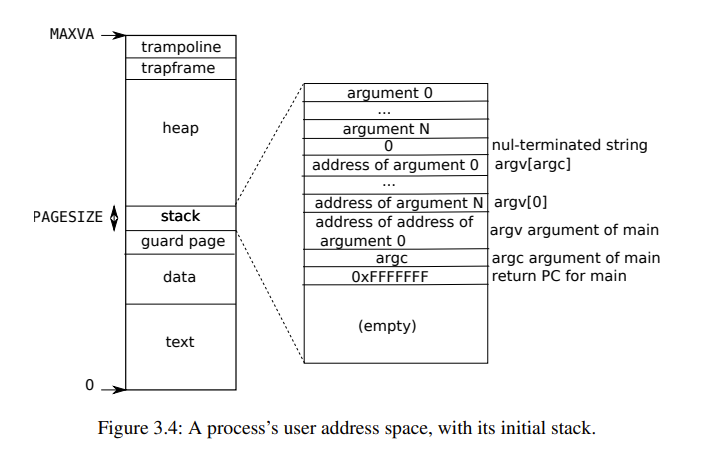 MAXVA
trampoline
trapframe
heap
PAGESIZE
stack
guard page
data
text
0
argument 0
...
argument N
0
nul-terminated string
address of argument 0
argv[argc]
...
address of argument N
argv[0]
address of address of
argument 0
argv argument of main
argc
argc argument of main
0xFFFFFFF
return PC for main
(empty)
Figure 3.4: A process's user address space, with its initial stack.